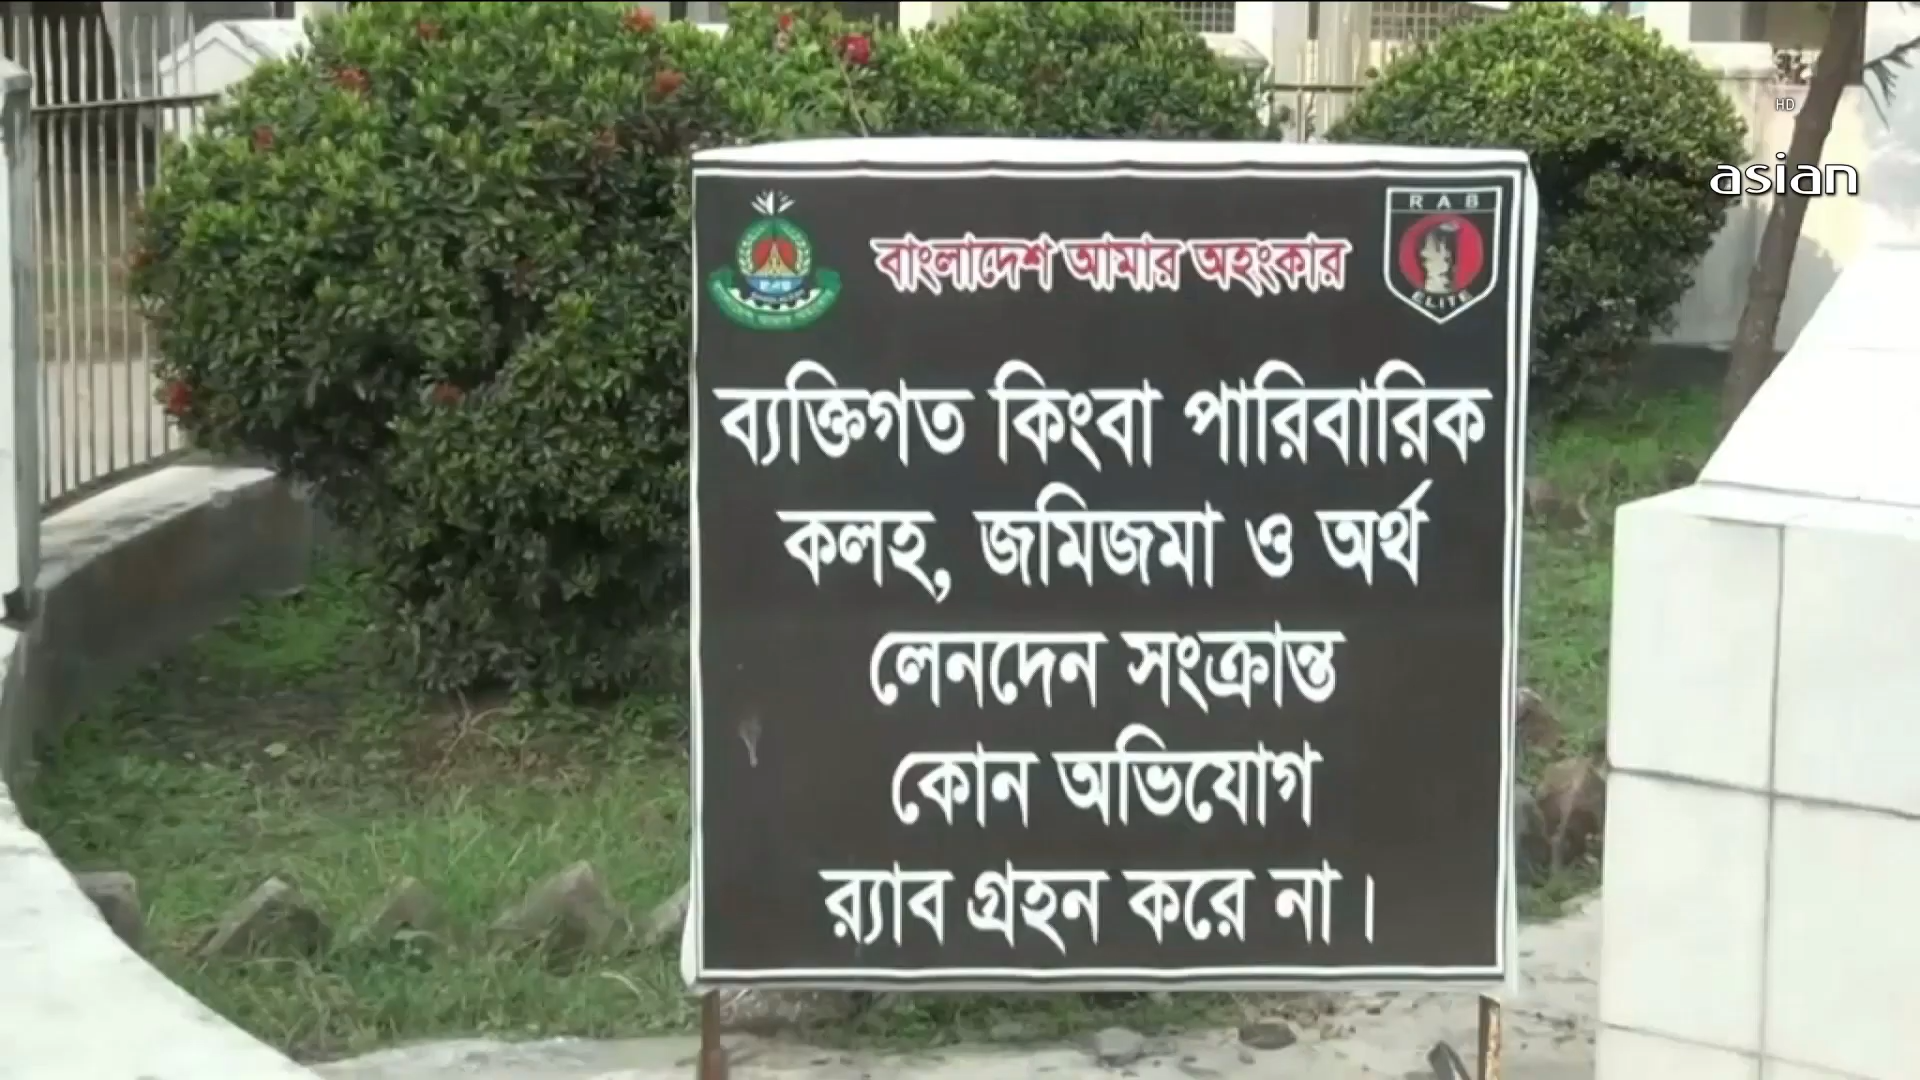 HD
asian
RAB
বাংলাদেশ আমার অহংকার
ELITE
ব্যক্তিগত কিংবা পারিবারিক
কলহ, জমিজমা ও অর্থ
লেনদেন সংক্রান্ত
কোন অভিযোগ
র‍্যাব গ্রহন করে না।